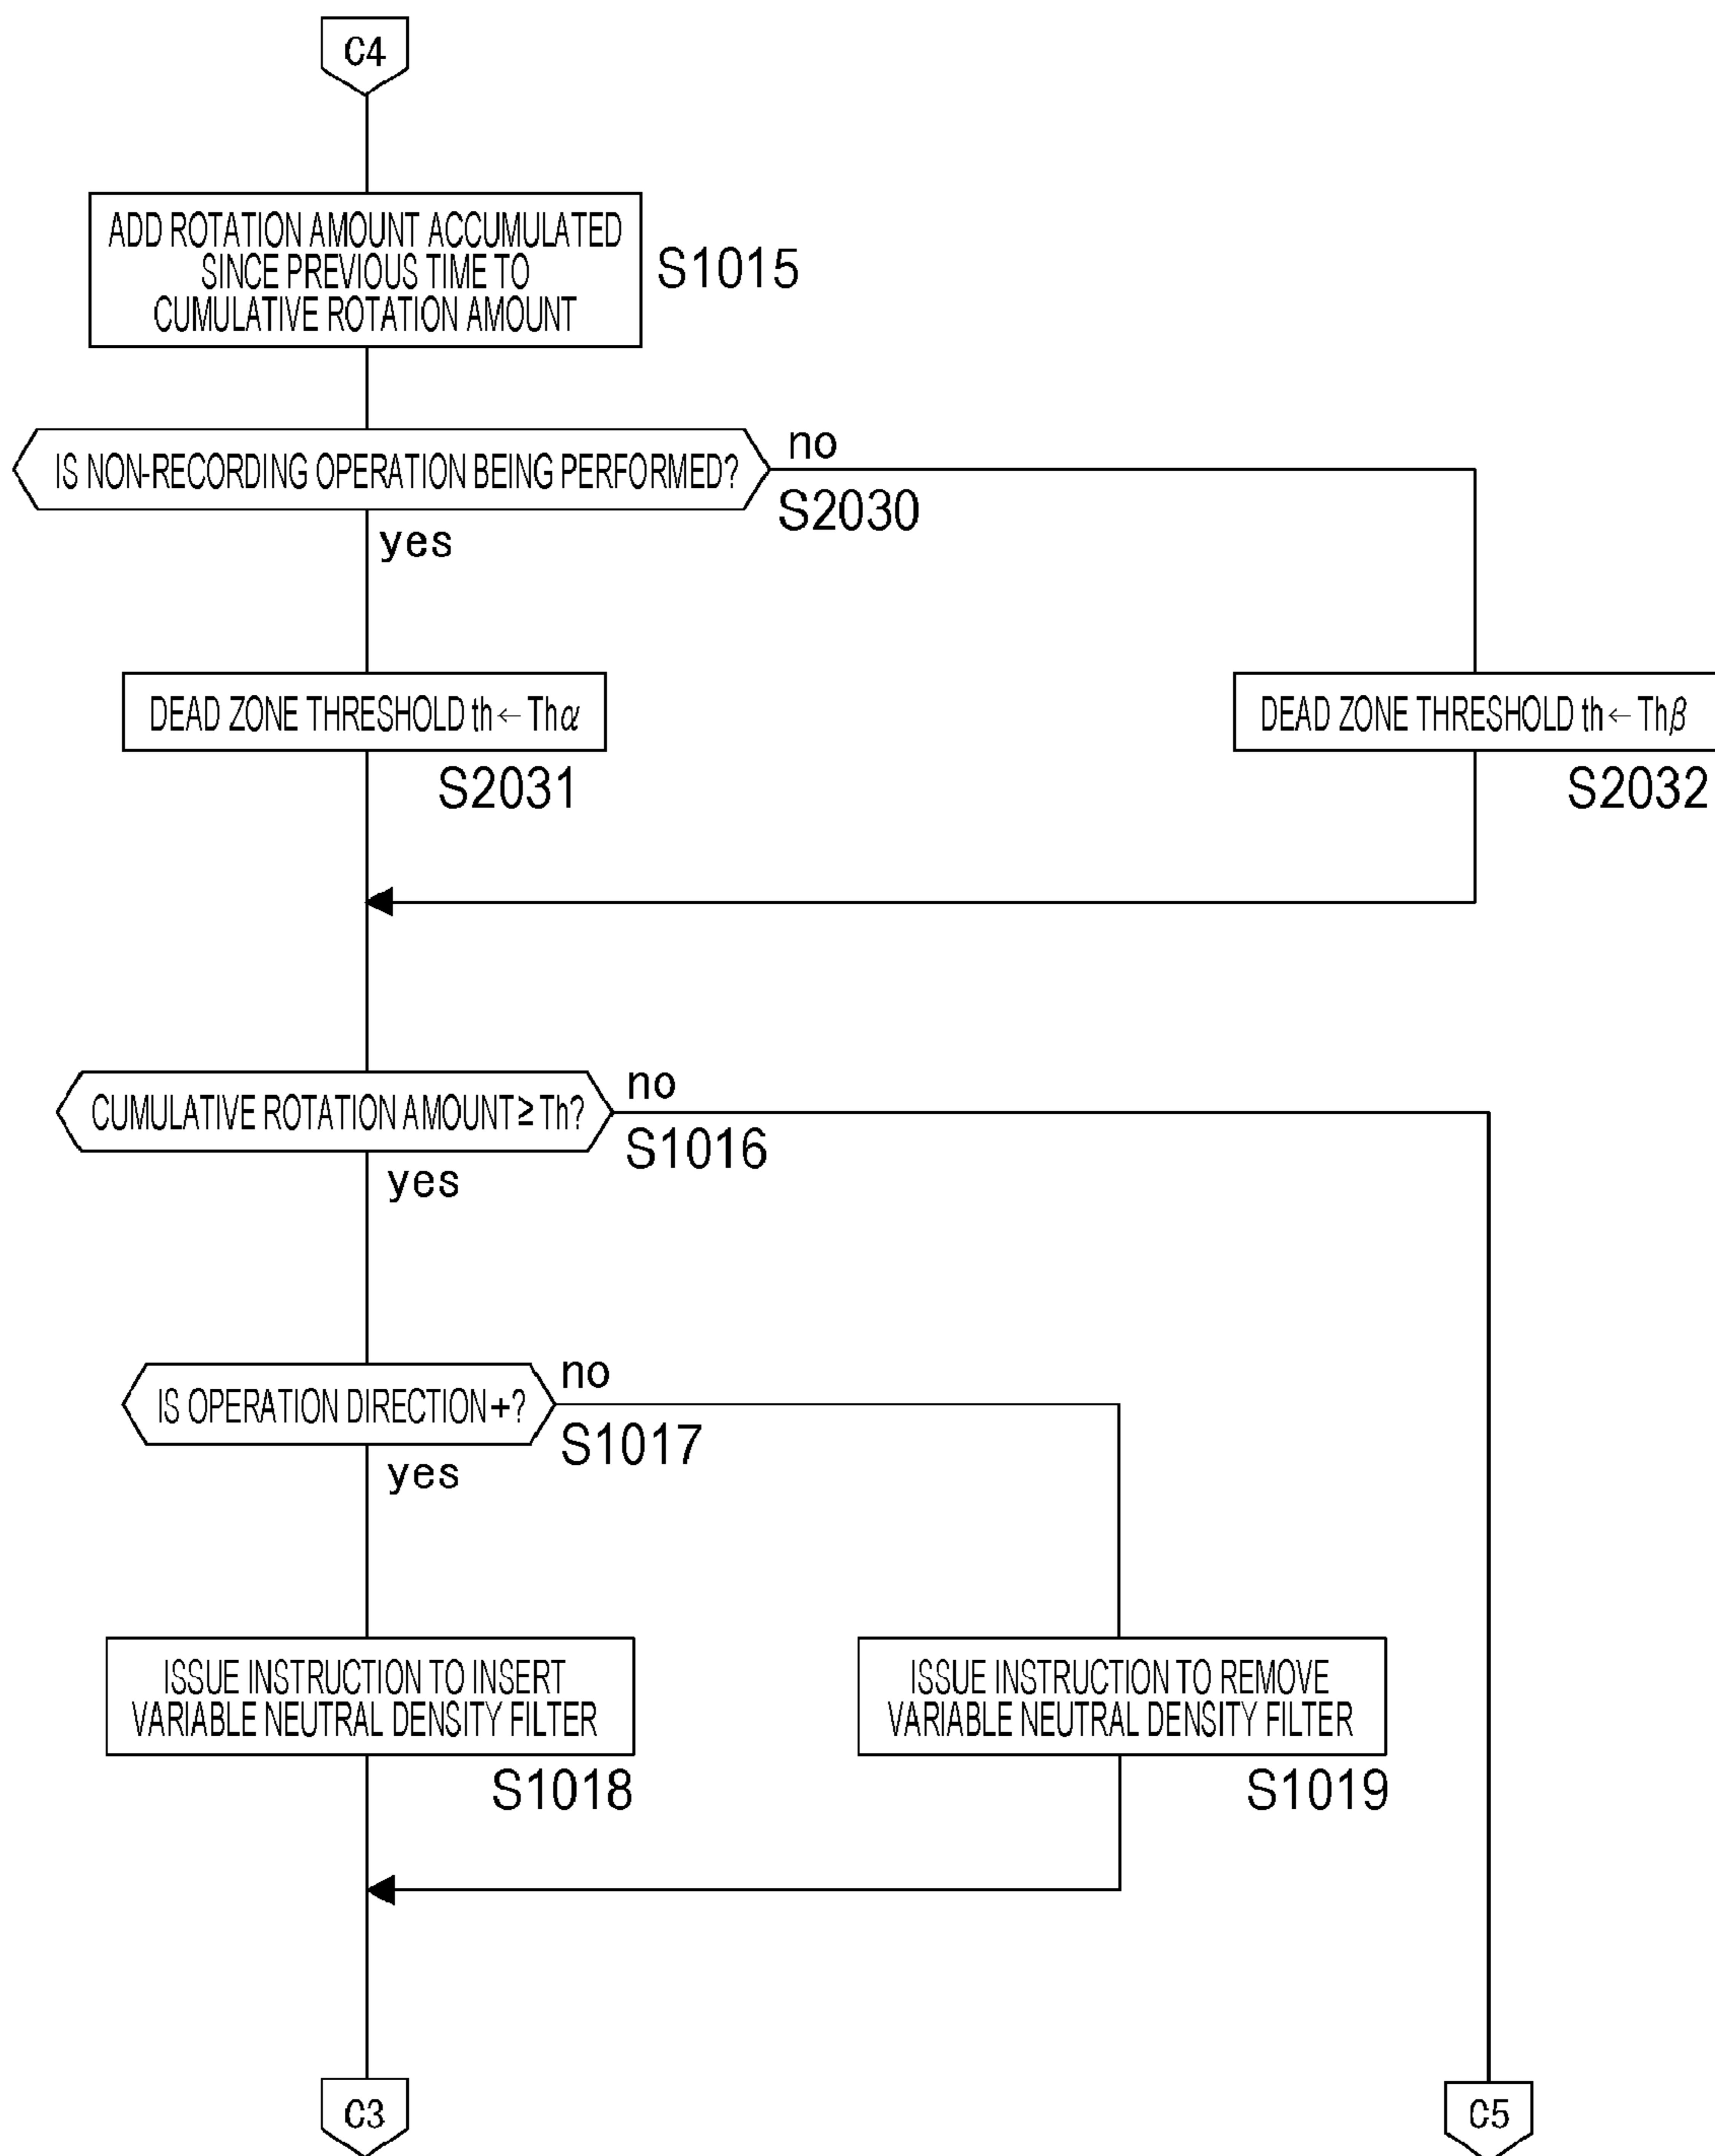 C4
ADD ROTATION AMOUNT ACCUMULATED
SINCE PREVIOUS TIME TO
CUMULATIVE ROTATION AMOUNT
S1015
IS NON-RECORDING OPERATION BEING PERFORMED?
no
S2030
yes
DEAD ZONE THRESHOLD th←Thα
S2031
DEAD ZONE THRESHOLD th←Thβ
S2032
CUMULATIVE ROTATION AMOUNT≥Th?
no
S1016
yes
IS OPERATION DIRECTION+?
no
S1017
yes
ISSUE INSTRUCTION TO INSERT
VARIABLE NEUTRAL DENSITY FILTER
S1018
ISSUE INSTRUCTION TO REMOVE
VARIABLE NEUTRAL DENSITY FILTER
S1019
C3
C5